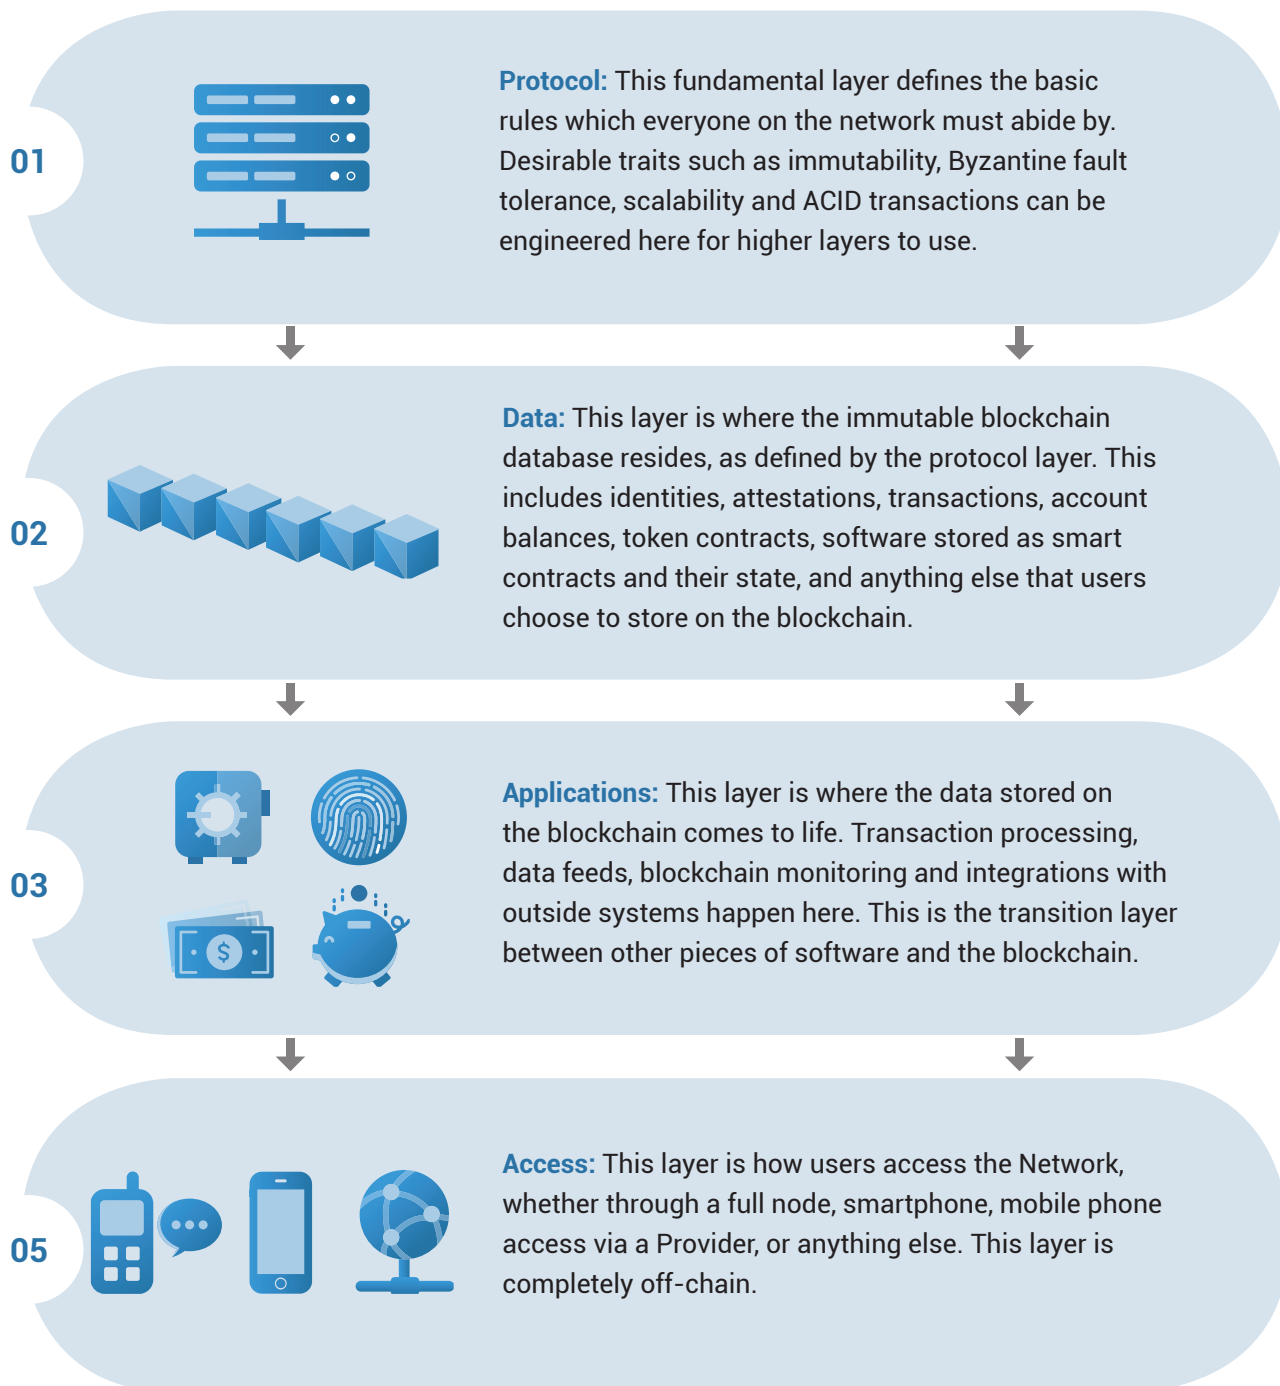 01
Protocol: This fundamental layer defines the basic
rules which everyone on the network must abide by.
Desirable traits such as immutability, Byzantine fault
tolerance, scalability and ACID transactions can be
engineered here for higher layers to use.
02
Data: This layer is where the immutable blockchain
database resides, as defined by the protocol layer. This
includes identities, attestations, transactions, account
balances, token contracts, software stored as smart
contracts and their state, and anything else that users
choose to store on the blockchain.
03
$
Applications: This layer is where the data stored on
the blockchain comes to life. Transaction processing,
data feeds, blockchain monitoring and integrations with
outside systems happen here. This is the transition layer
between other pieces of software and the blockchain.
05
Access: This layer is how users access the Network,
whether through a full node, smartphone, mobile phone
access via a Provider, or anything else. This layer is
completely off-chain.